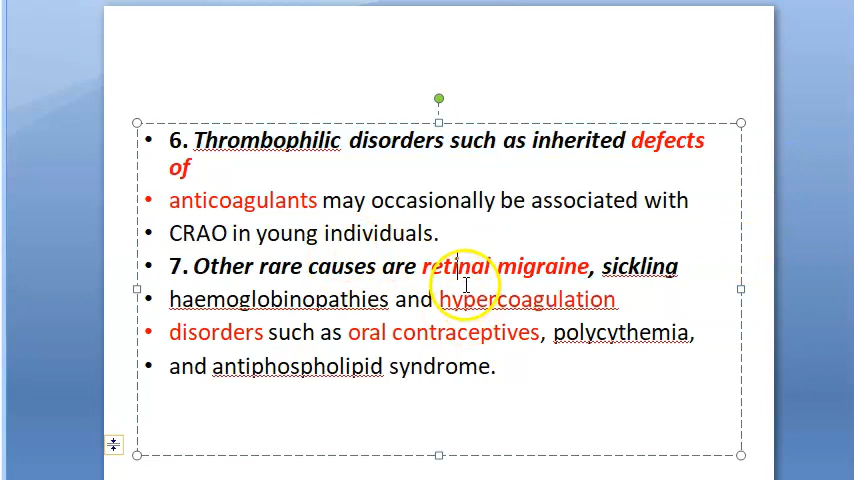 • 6. Thrombophilic disorders such as inherited defects
of
• anticoagulants may occasionally be associated with
• CRAO in young individuals.
• 7. Other rare causes are retinal migraine, sickling
• haemoglobinopathies and hypercoagulation
• disorders such as oral contraceptives, polycythemia,
• and antiphospholipid syndrome.